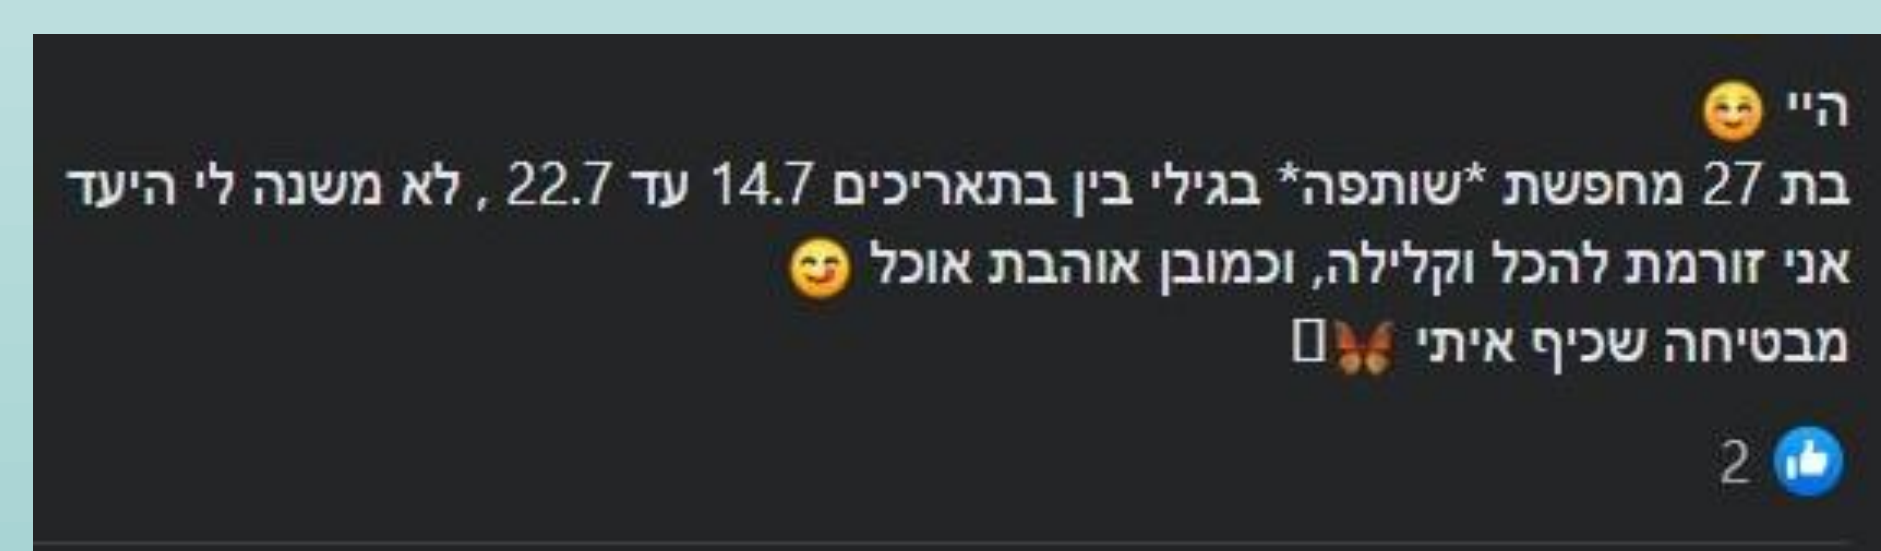 היי 😊
בת 27 מחפשת *שותפה* בגילי בין בתאריכים 14.7 עד 22.7 , לא משנה לי היעד
אני זורמת להכל וקלילה, וכמובן אוהבת אוכל 😋
מבטיחה שכיף איתי 🦋
2